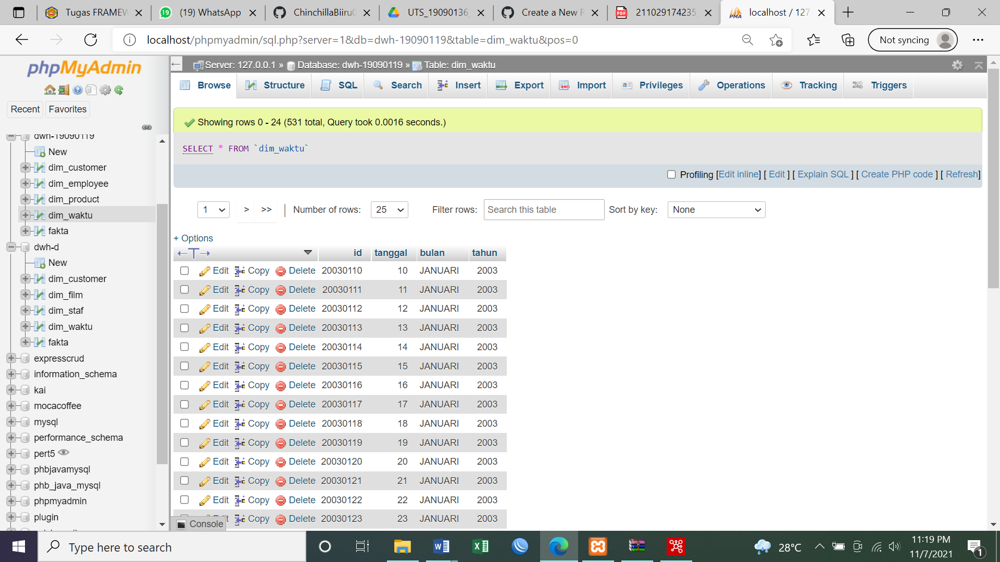 Tugas FRAMEW
(19) WhatsApp
ChinchillaBiiru0
UTS_19090136_
Create a New R
211029174235_
localhost / 127
localhost/phpmyadmin/sql.php?server=1&db=dwh-19090119&table=dim_waktu&pos=0
Not syncing
phpMyAdmin
Recent
Favorites
dwh-19090119
New
dim_customer
dim_employee
dim_product
dim_waktu
fakta
dwh-d
New
dim_customer
dim_film
dim_staf
dim_waktu
fakta
expresscrud
information_schema
kai
mocacoffee
mysql
performance_schema
pert5
phbjavamysql
phb_java_mysql
phpmyadmin
plugin
Server: 127.0.0.1 » Database: dwh-19090119 » Table: dim_waktu
Browse Structure SQL Search Insert Export Import Privileges Operations Tracking Triggers
Showing rows 0 - 24 (531 total, Query took 0.0016 seconds.)
SELECT * FROM `dim_waktu`
Profiling [Edit inline] [ Edit ] [ Explain SQL ] [ Create PHP code ] [ Refresh]
1 > >> | Number of rows: 25 Filter rows: Search this table Sort by key: None
+ Options
←T→ id tanggal bulan tahun
Edit Copy Delete 20030110 10 JANUARI 2003
Edit Copy Delete 20030111 11 JANUARI 2003
Edit Copy Delete 20030112 12 JANUARI 2003
Edit Copy Delete 20030113 13 JANUARI 2003
Edit Copy Delete 20030114 14 JANUARI 2003
Edit Copy Delete 20030115 15 JANUARI 2003
Edit Copy Delete 20030116 16 JANUARI 2003
Edit Copy Delete 20030117 17 JANUARI 2003
Edit Copy Delete 20030118 18 JANUARI 2003
Edit Copy Delete 20030119 19 JANUARI 2003
Edit Copy Delete 20030120 20 JANUARI 2003
Edit Copy Delete 20030121 21 JANUARI 2003
Edit Copy Delete 20030122 22 JANUARI 2003
Edit Copy Delete 20030123 23 JANUARI 2003
Console
Type here to search
28°C
11:19 PM
11/7/2021
1